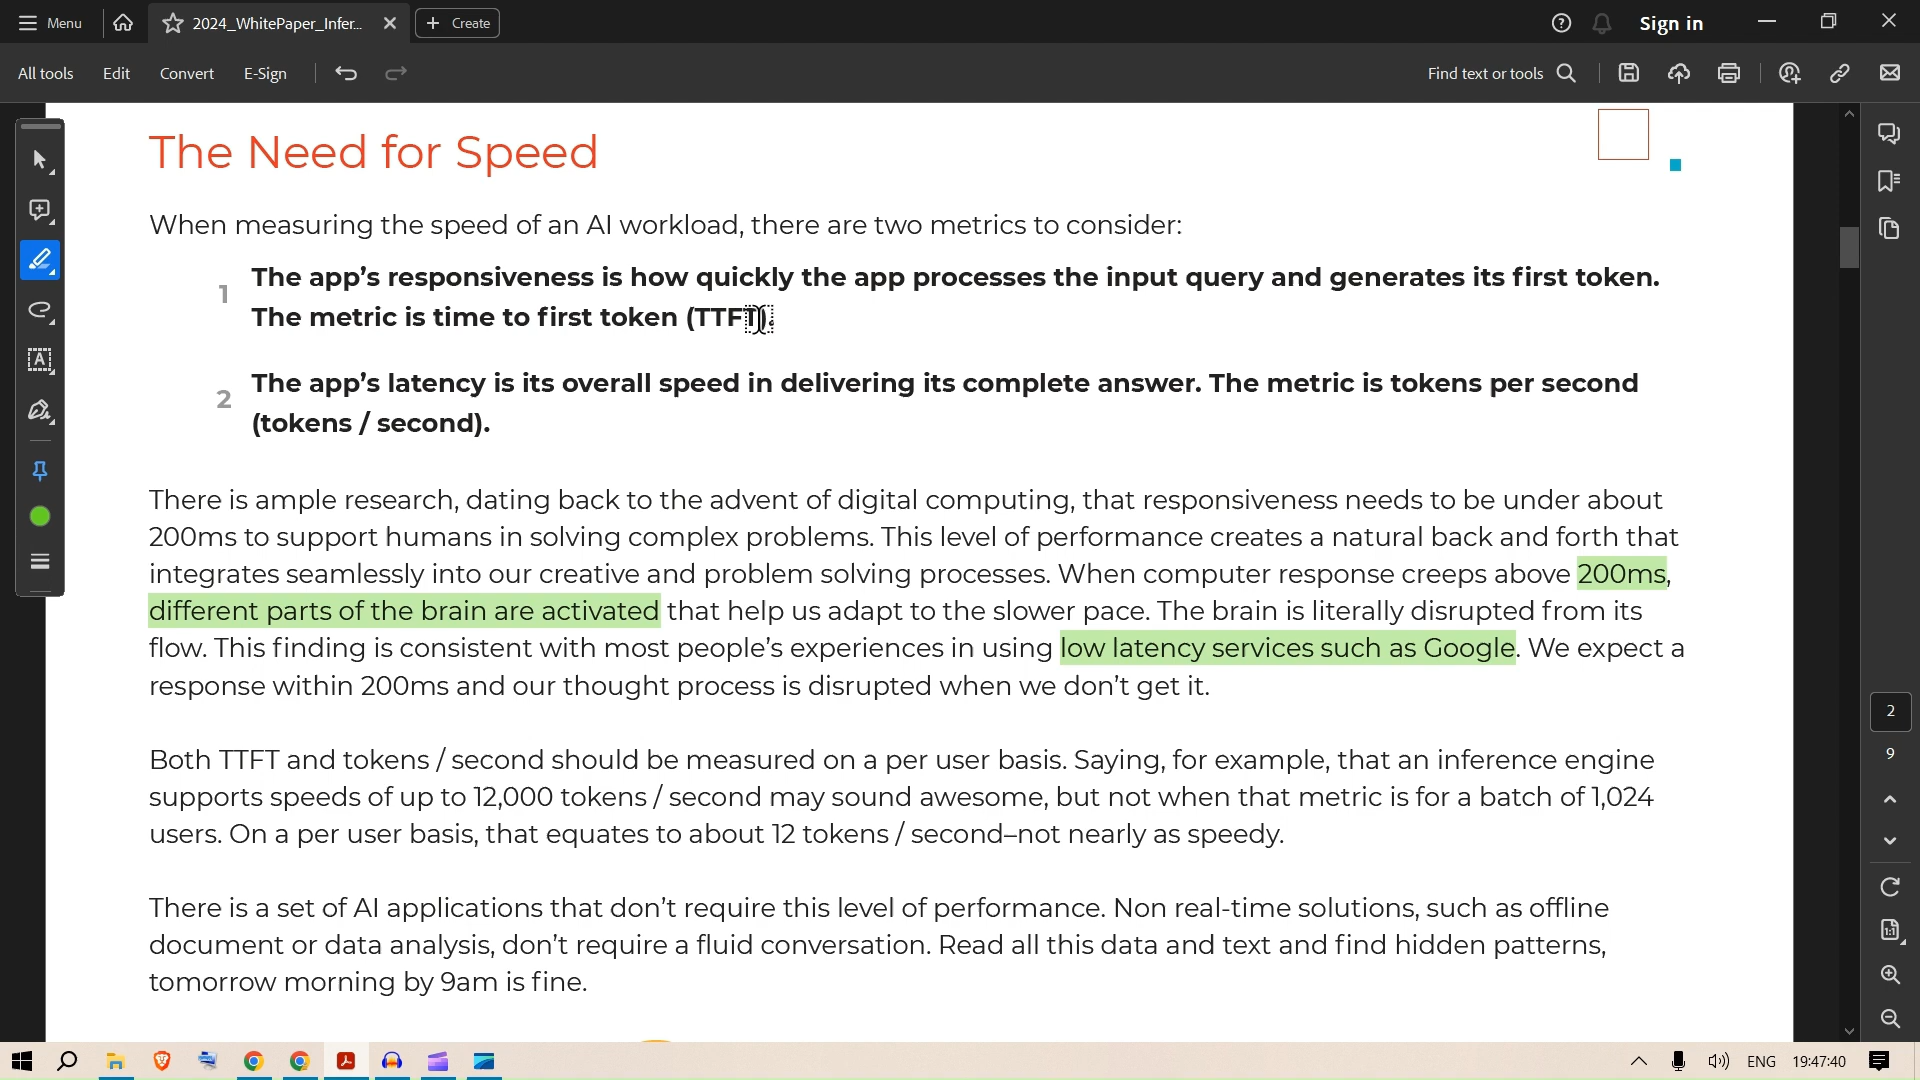 Menu
2024_WhitePaper_Infer...
Create
Sign in
All tools
Edit
Convert
E-Sign
Find text or tools
The Need for Speed
When measuring the speed of an AI workload, there are two metrics to consider:
1 The app’s responsiveness is how quickly the app processes the input query and generates its first token.
The metric is time to first token (TTFT).
2 The app’s latency is its overall speed in delivering its complete answer. The metric is tokens per second
(tokens / second).
There is ample research, dating back to the advent of digital computing, that responsiveness needs to be under about
200ms to support humans in solving complex problems. This level of performance creates a natural back and forth that
integrates seamlessly into our creative and problem solving processes. When computer response creeps above 200ms,
different parts of the brain are activated that help us adapt to the slower pace. The brain is literally disrupted from its
flow. This finding is consistent with most people’s experiences in using low latency services such as Google. We expect a
response within 200ms and our thought process is disrupted when we don’t get it.
Both TTFT and tokens / second should be measured on a per user basis. Saying, for example, that an inference engine
supports speeds of up to 12,000 tokens / second may sound awesome, but not when that metric is for a batch of 1,024
users. On a per user basis, that equates to about 12 tokens / second–not nearly as speedy.
There is a set of AI applications that don’t require this level of performance. Non real-time solutions, such as offline
document or data analysis, don’t require a fluid conversation. Read all this data and text and find hidden patterns,
tomorrow morning by 9am is fine.
2
9
1:1
ENG
19:47:40